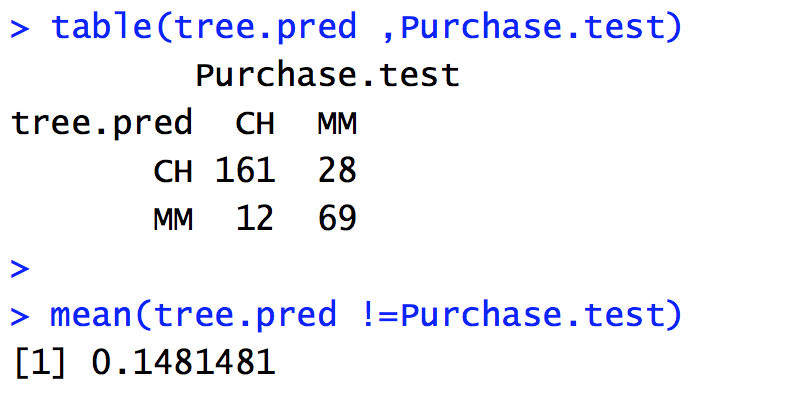 > table(tree.pred ,Purchase.test)
Purchase.test
tree.pred CH MM
CH 161 28
MM 12 69
>
> mean(tree.pred !=Purchase.test)
[1] 0.1481481